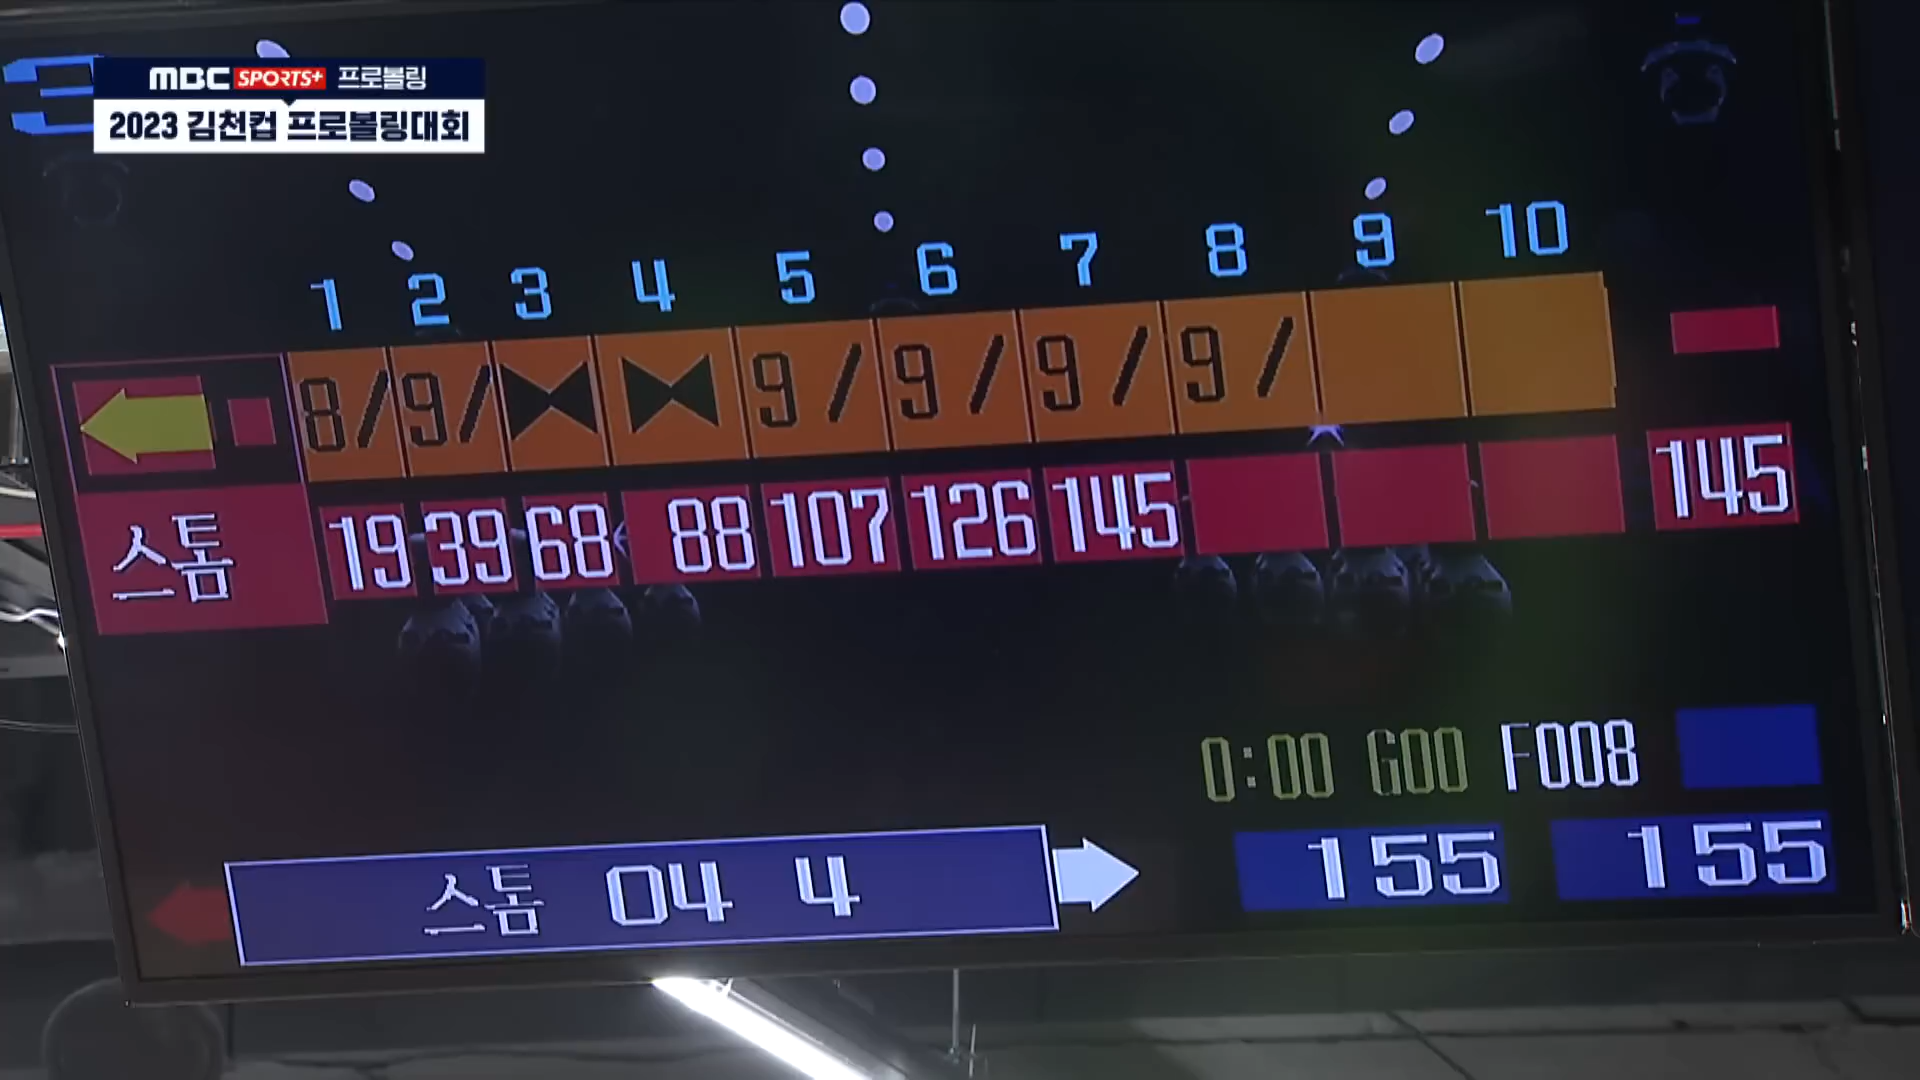 MBC SPORTS+ 프로볼링
2023 김천컵 프로볼링대회
1 2 3 4 5 6 7 8 9 10
8/ 9/ 9/ 9/ 9/ 9/
스톰 19 39 68 88 107 126 145 145
0:00 G00 F008
스톰 04 4 155 155